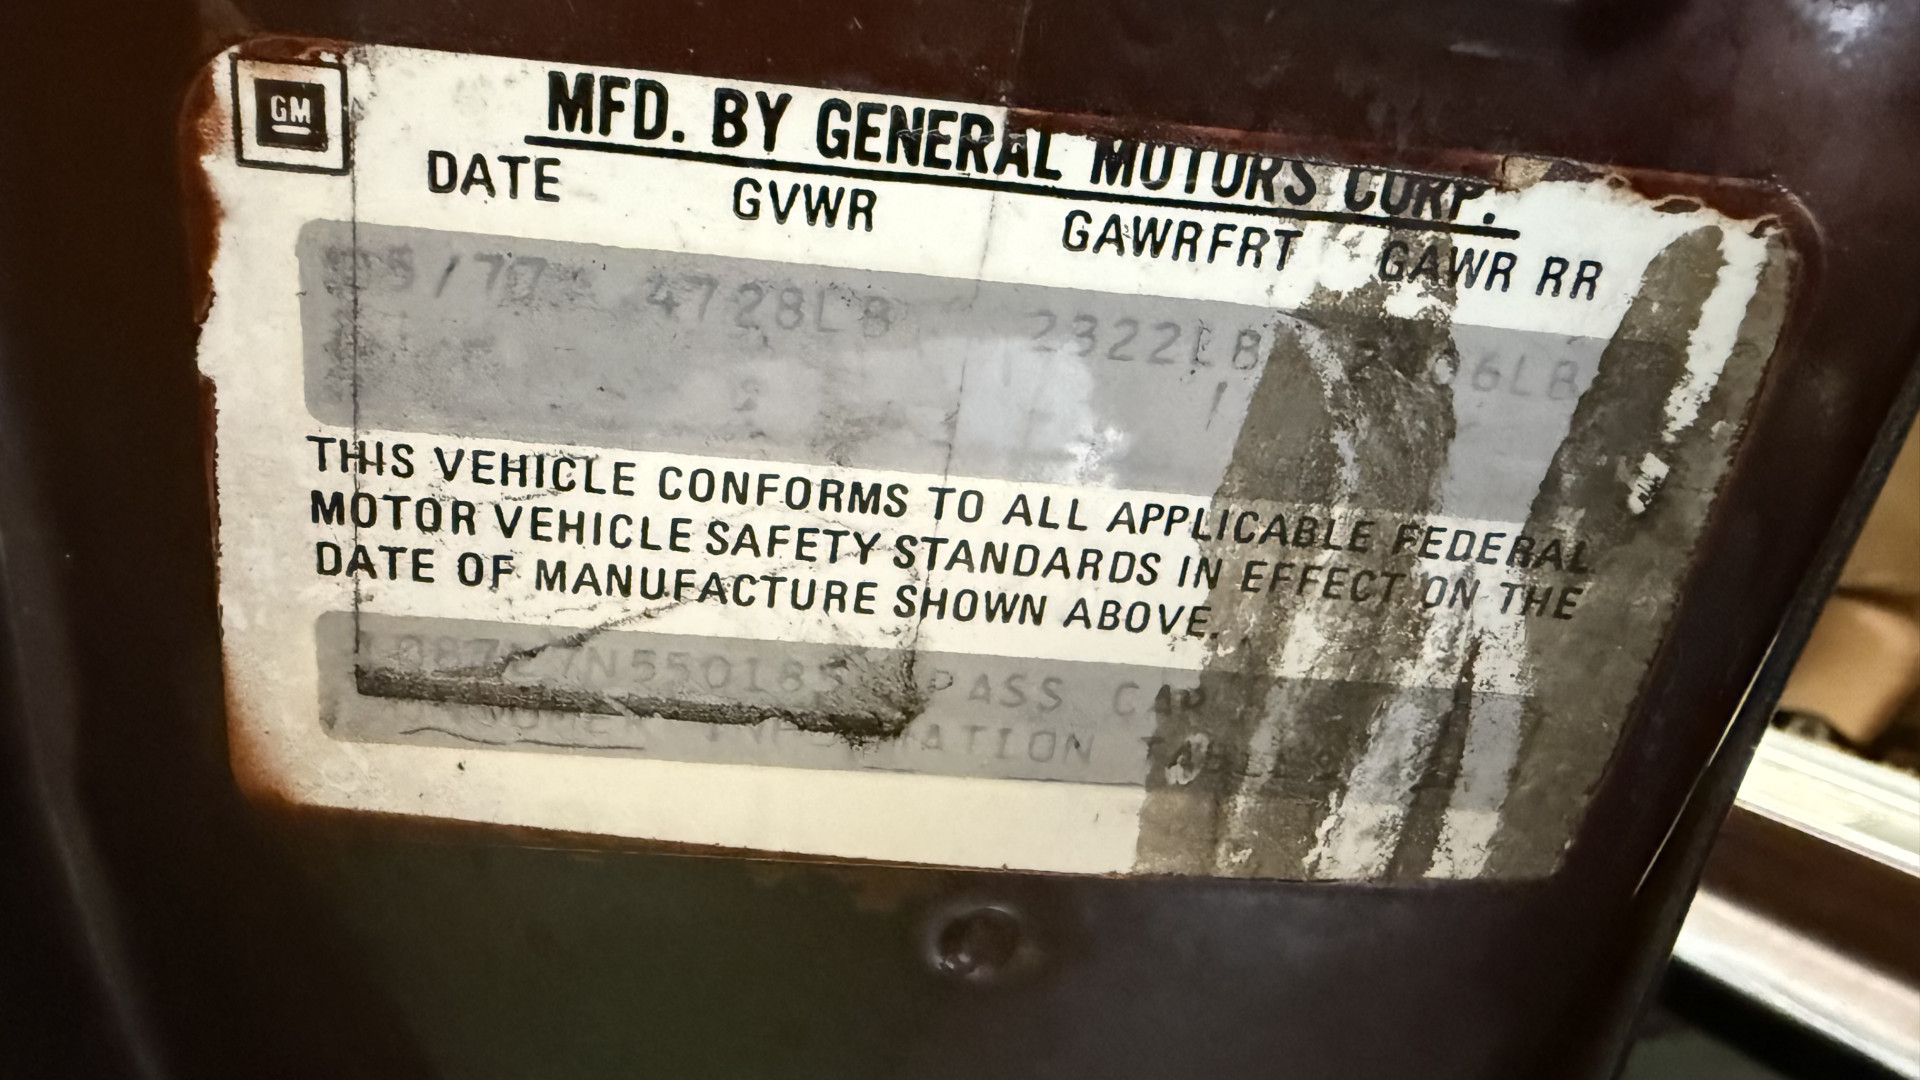 GM
MFD. BY GENERAL MOTORS CORP.
DATE GVWR GAWRFRT GAWR RR
4728LB 2322LB
THIS VEHICLE CONFORMS TO ALL APPLICABLE FEDERAL
MOTOR VEHICLE SAFETY STANDARDS IN EFFECT ON THE
DATE OF MANUFACTURE SHOWN ABOVE.
PASS CAR
INFORMATION